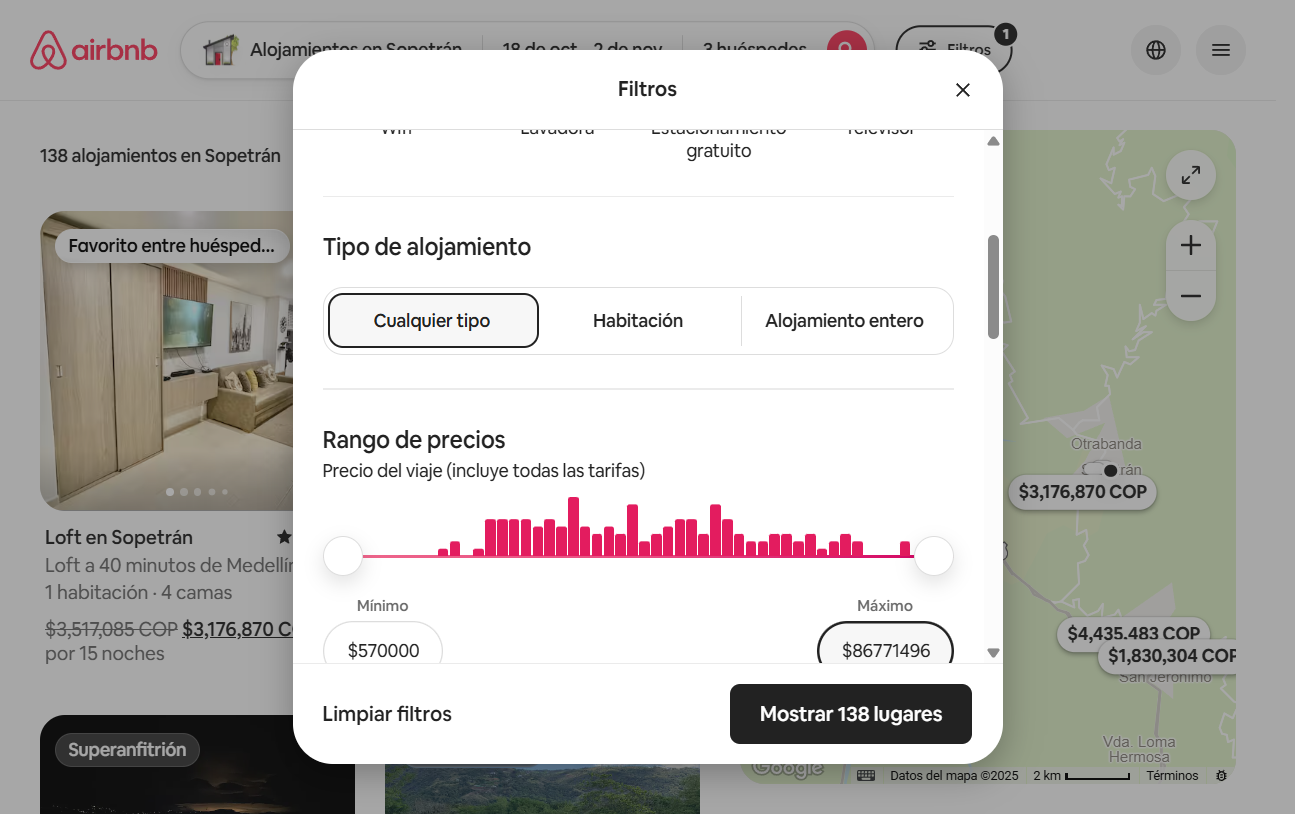 airbnb
Alojamientos en Sopetrán
18 de oct - 2 de nov
3 huéspedes
Filtros
1
Filtros
138 alojamientos en Sopetrán
Wifi
Lavadora
Estacionamiento
gratuito
Televisor
Tipo de alojamiento
Cualquier tipo
Habitación
Alojamiento entero
Rango de precios
Precio del viaje (incluye todas las tarifas)
Mínimo
Máximo
$570000
$86771496
Limpiar filtros
Mostrar 138 lugares
Favorito entre huésped...
Loft en Sopetrán
Loft a 40 minutos de Medellín
1 habitación · 4 camas
$3,517,085 COP $3,176,870 C
por 15 noches
Superanfitrión
Otrabanda
$3,176,870 COP
$4,435,483 COP
$1,830,304 COP
San Jerónimo
Vda. Loma
Hermosa
Google
Datos del mapa ©2025
2 km
Términos